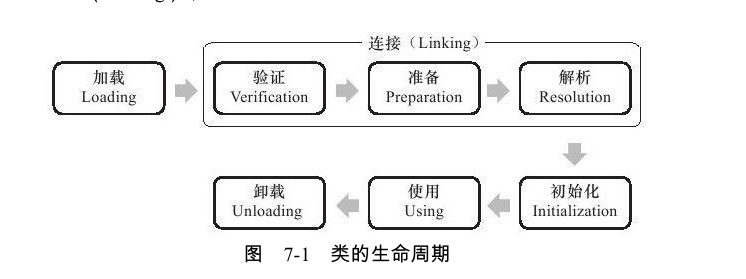 连接（Linking）
加载
Loading
验证
Verification
准备
Preparation
解析
Resolution
初始化
Initialization
使用
Using
卸载
Unloading
图 7-1 类的生命周期